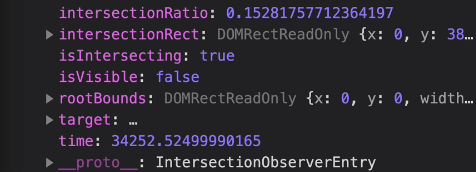 intersectionRatio: 0.15281757712364197
▶ intersectionRect: DOMRectReadOnly {x: 0, y: 38…
isIntersecting: true
isVisible: false
▶ rootBounds: DOMRectReadOnly {x: 0, y: 0, width…
▶ target: …
time: 34252.52499990165
▶ __proto__: IntersectionObserverEntry